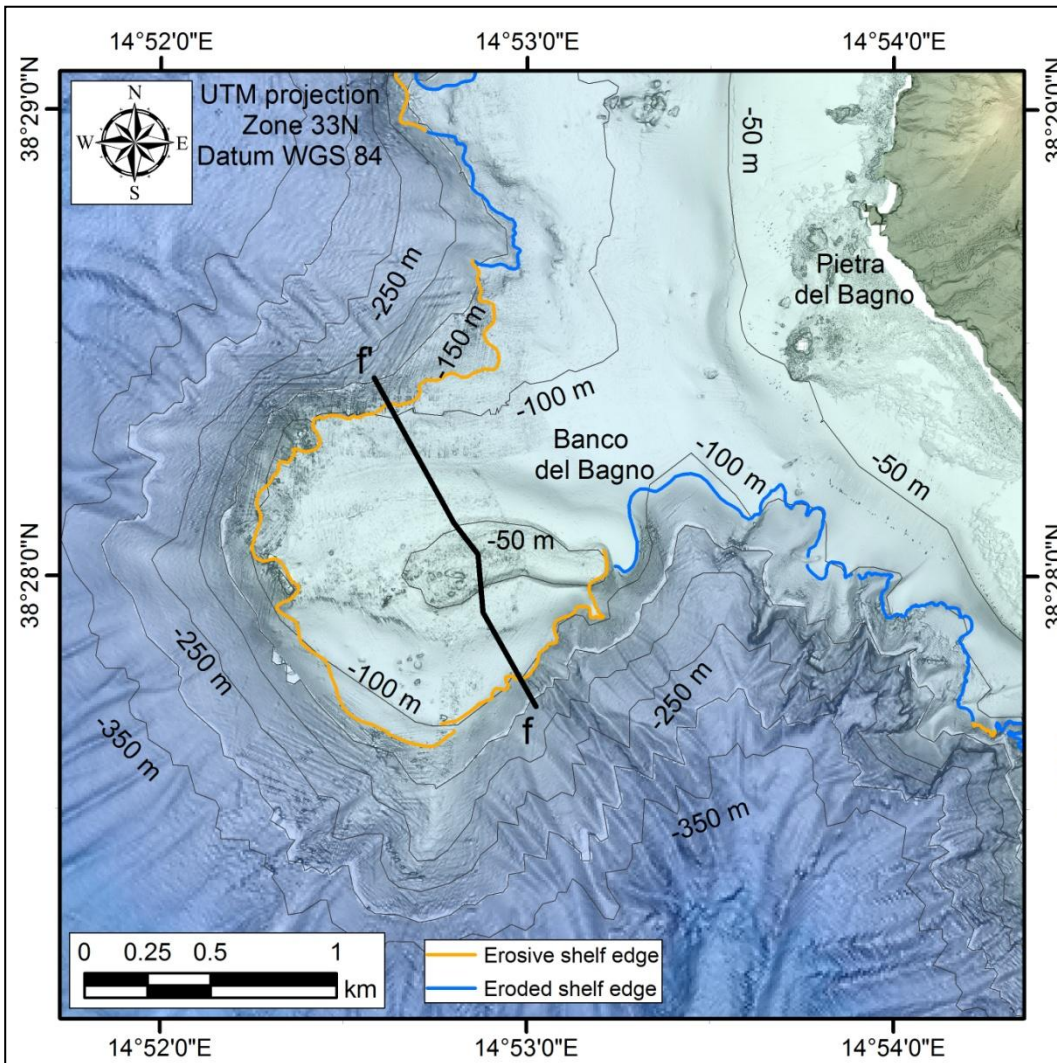 14°52'0"E
14°53'0"E
14°54'0"E
38°29'0"N
38°29'0"N
UTM projection
Zone 33N
Datum WGS 84
N
W
E
S
-50 m
-250 m
Pietra
del Bagno
-150 m
f'
-100 m
Banco
del Bagno
-100 m
-50 m
-50 m
38°28'0"N
38°28'0"N
-100 m
-250 m
-250 m
f
-350 m
-350 m
0
0.25
0.5
1
km
Erosive shelf edge
Eroded shelf edge
14°52'0"E
14°53'0"E
14°54'0"E